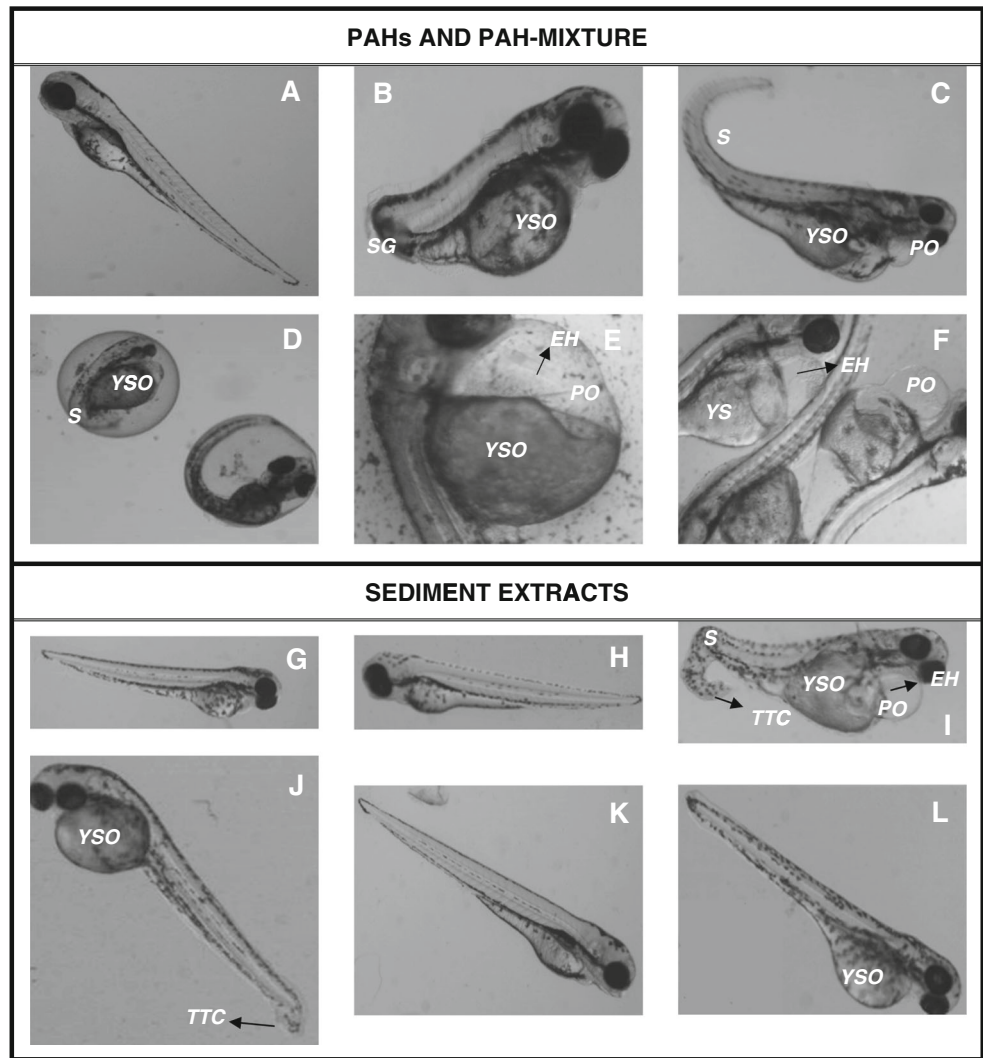 PAHs AND PAH-MIXTURE
A
B
YSO
SG
C
S
YSO
PO
D
YSO
S
E
EH
PO
YSO
F
EH
PO
YS
SEDIMENT EXTRACTS
G
H
I
S
YSO
EH
PO
TTC
J
YSO
TTC
K
L
YSO